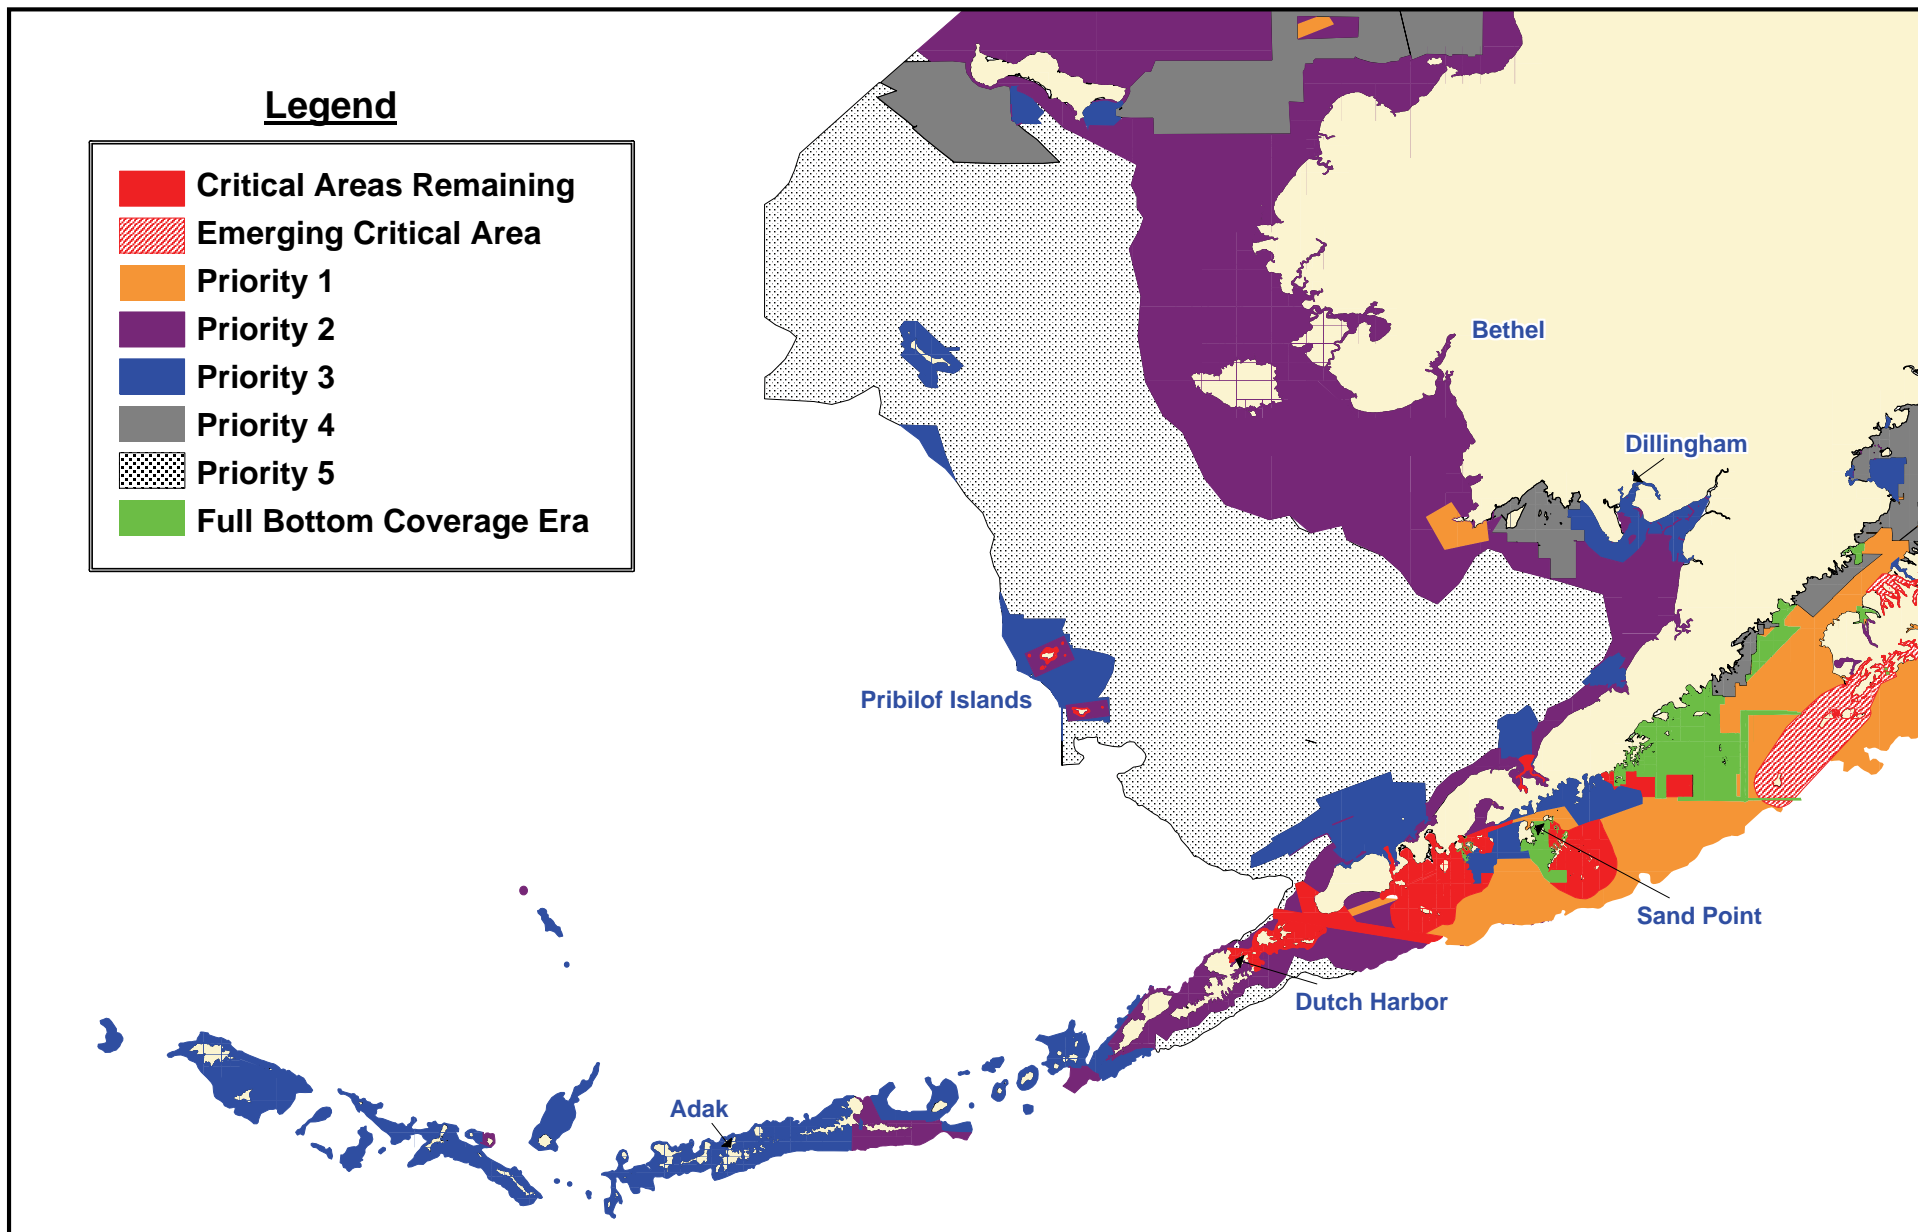 Legend
Critical Areas Remaining
Emerging Critical Area
Priority 1
Priority 2
Priority 3
Priority 4
Priority 5
Full Bottom Coverage Era
Bethel
Dillingham
Pribilof Islands
Sand Point
Dutch Harbor
Adak